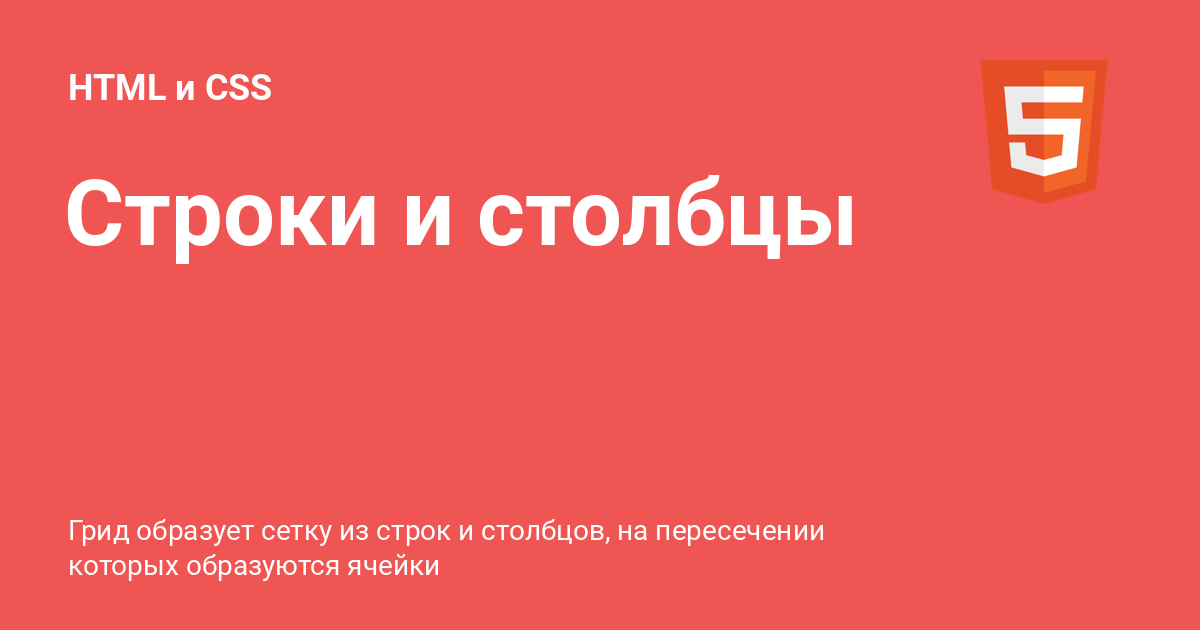 HTML и CSS
5
Строки и столбцы
Грид образует сетку из строк и столбцов, на пересечении
которых образуются ячейки